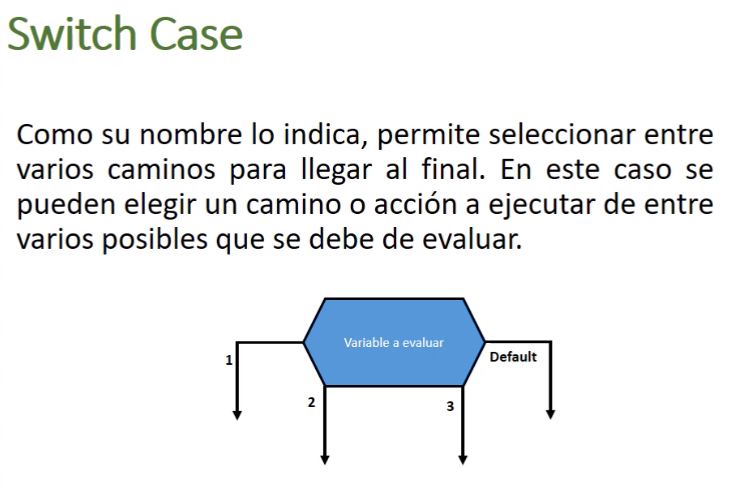 Switch Case
Como su nombre lo indica, permite seleccionar entre
varios caminos para llegar al final. En este caso se
pueden elegir un camino o acción a ejecutar de entre
varios posibles que se debe de evaluar.
Variable a evaluar
1
Default
2
3